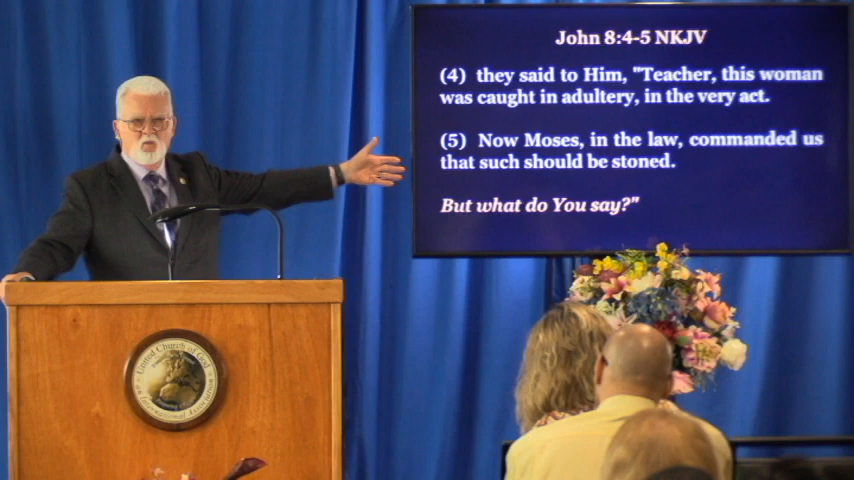 John 8:4-5 NKJV
(4) they said to Him, "Teacher, this woman
was caught in adultery, in the very act.
(5) Now Moses, in the law, commanded us
that such should be stoned.
But what do You say?"
United Church of God
International Association